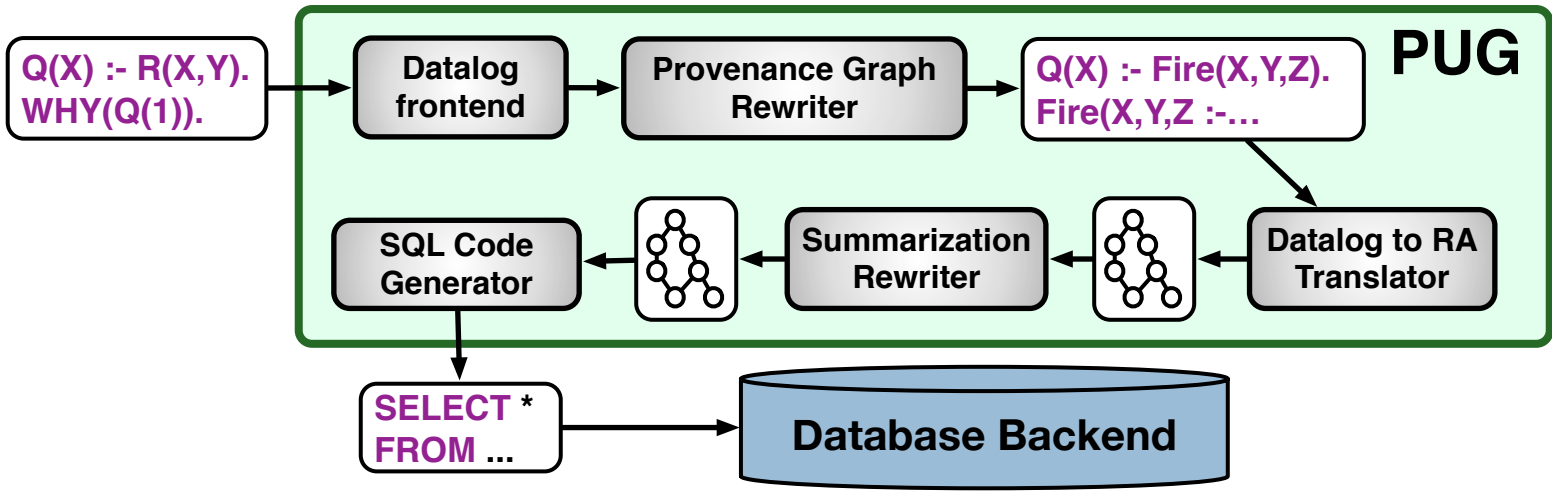 PUG
Q(X) :- R(X,Y).
WHY(Q(1)).
Datalog
frontend
Provenance Graph
Rewriter
Q(X) :- Fire(X,Y,Z).
Fire(X,Y,Z :-...
SQL Code
Generator
Summarization
Rewriter
Datalog to RA
Translator
SELECT *
FROM ...
Database Backend